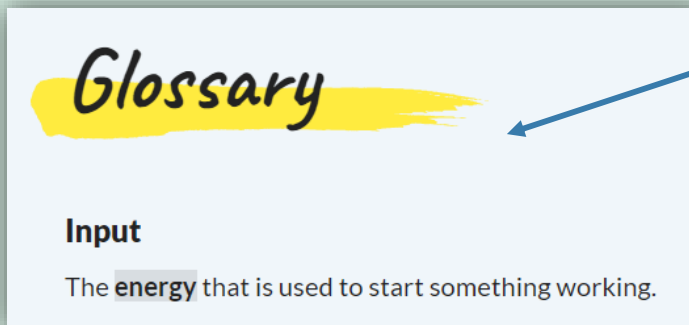 Glossary
Input
The energy that is used to start something working.